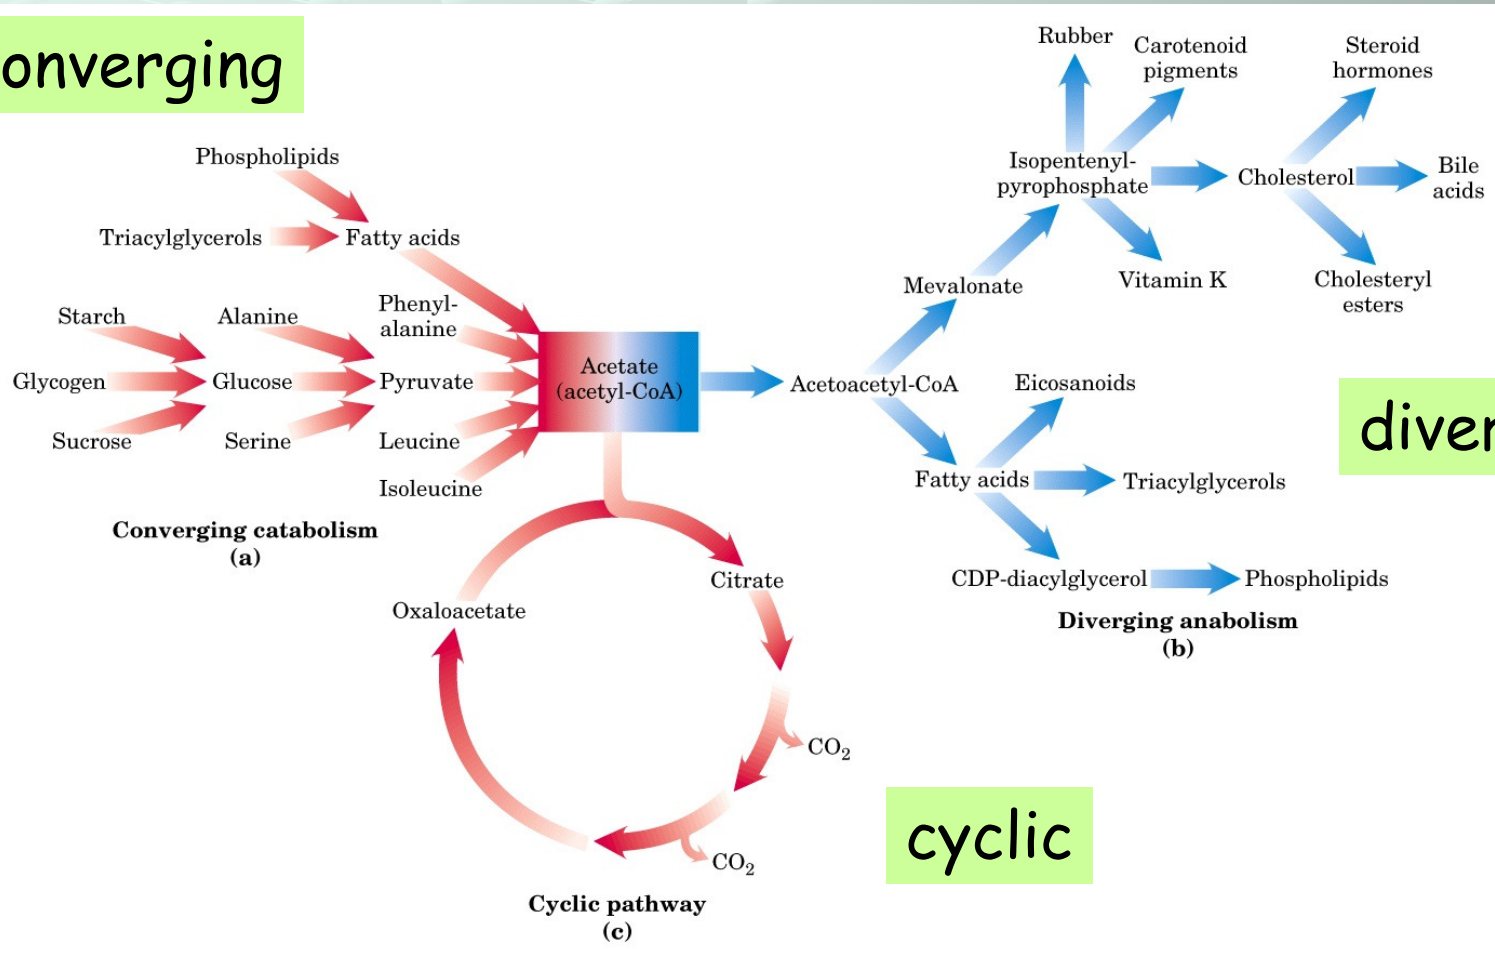 onverging
Rubber
Carotenoid
pigments
Steroid
hormones
Phospholipids
Isopentenyl-
pyrophosphate
Cholesterol
Bile
acids
Triacylglycerols
Fatty acids
Mevalonate
Vitamin K
Cholesteryl
esters
Starch
Alanine
Phenyl-
alanine
Glycogen
Glucose
Pyruvate
Acetate
(acetyl-CoA)
Acetoacetyl-CoA
Eicosanoids
Sucrose
Serine
Leucine
Isoleucine
diver
Fatty acids
Triacylglycerols
Converging catabolism
(a)
Citrate
CDP-diacylglycerol
Phospholipids
Oxaloacetate
Diverging anabolism
(b)
CO2
cyclic
CO2
Cyclic pathway
(c)